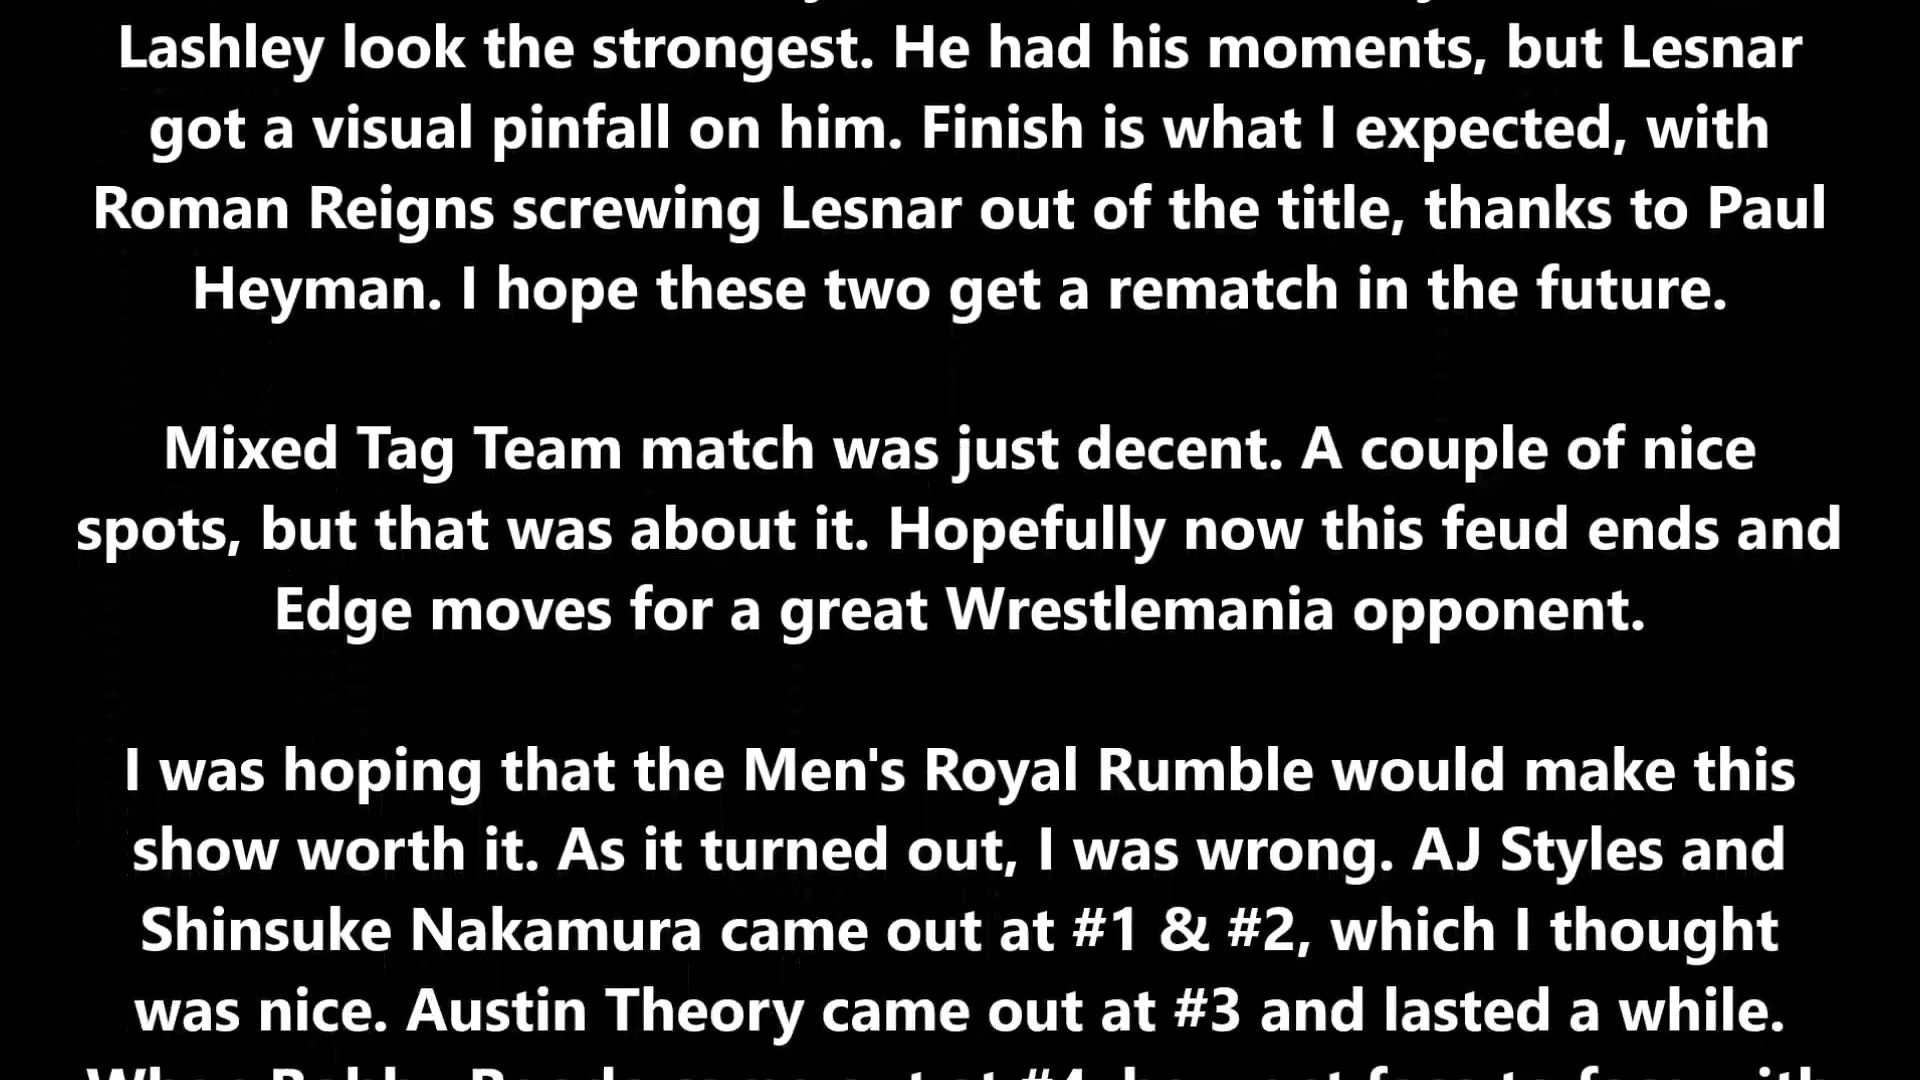 Lashley look the strongest. He had his moments, but Lesnar
got a visual pinfall on him. Finish is what I expected, with
Roman Reigns screwing Lesnar out of the title, thanks to Paul
Heyman. I hope these two get a rematch in the future.
Mixed Tag Team match was just decent. A couple of nice
spots, but that was about it. Hopefully now this feud ends and
Edge moves for a great Wrestlemania opponent.
I was hoping that the Men's Royal Rumble would make this
show worth it. As it turned out, I was wrong. AJ Styles and
Shinsuke Nakamura came out at #1 & #2, which I thought
was nice. Austin Theory came out at #3 and lasted a while.